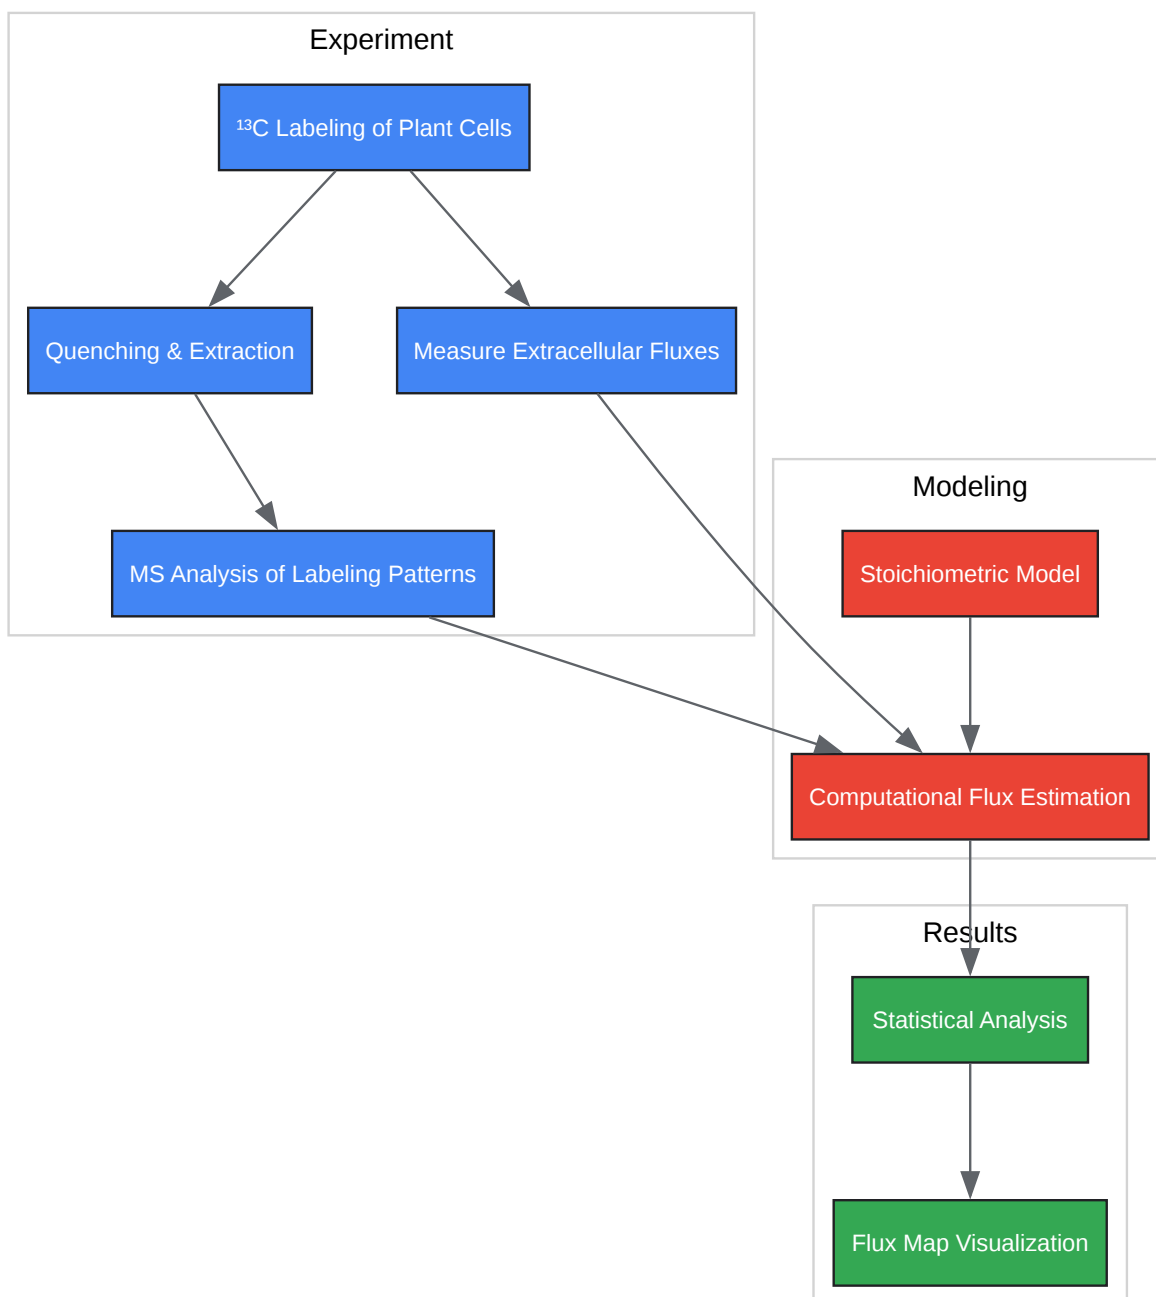 Experiment
¹³C Labeling of Plant Cells
Quenching & Extraction
Measure Extracellular Fluxes
MS Analysis of Labeling Patterns
Modeling
Stoichiometric Model
Computational Flux Estimation
Results
Statistical Analysis
Flux Map Visualization